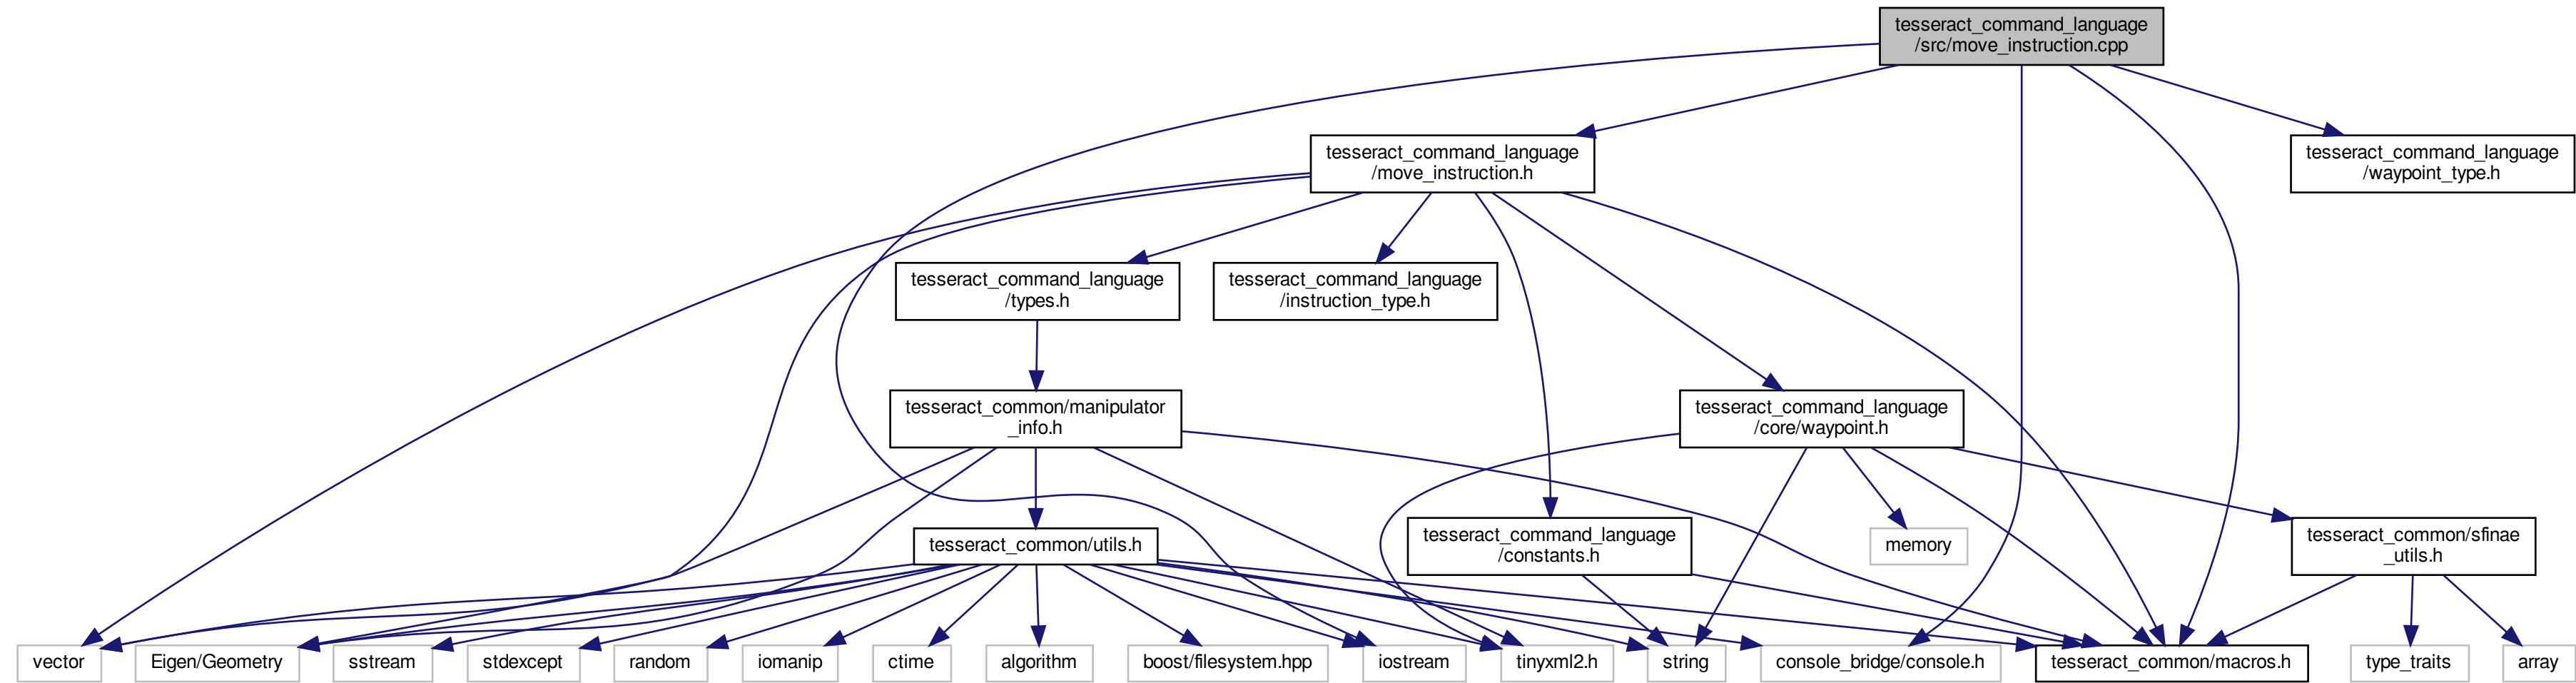 tesseract_command_language
/src/move_instruction.cpp
tesseract_command_language
/move_instruction.h
tesseract_command_language
/waypoint_type.h
tesseract_command_language
/types.h
tesseract_command_language
/instruction_type.h
tesseract_common/manipulator
_info.h
tesseract_command_language
/core/waypoint.h
tesseract_common/utils.h
tesseract_command_language
/constants.h
memory
tesseract_common/sfinae
_utils.h
vector
Eigen/Geometry
sstream
stdexcept
random
iomanip
ctime
algorithm
boost/filesystem.hpp
iostream
tinyxml2.h
string
console_bridge/console.h
tesseract_common/macros.h
type_traits
array